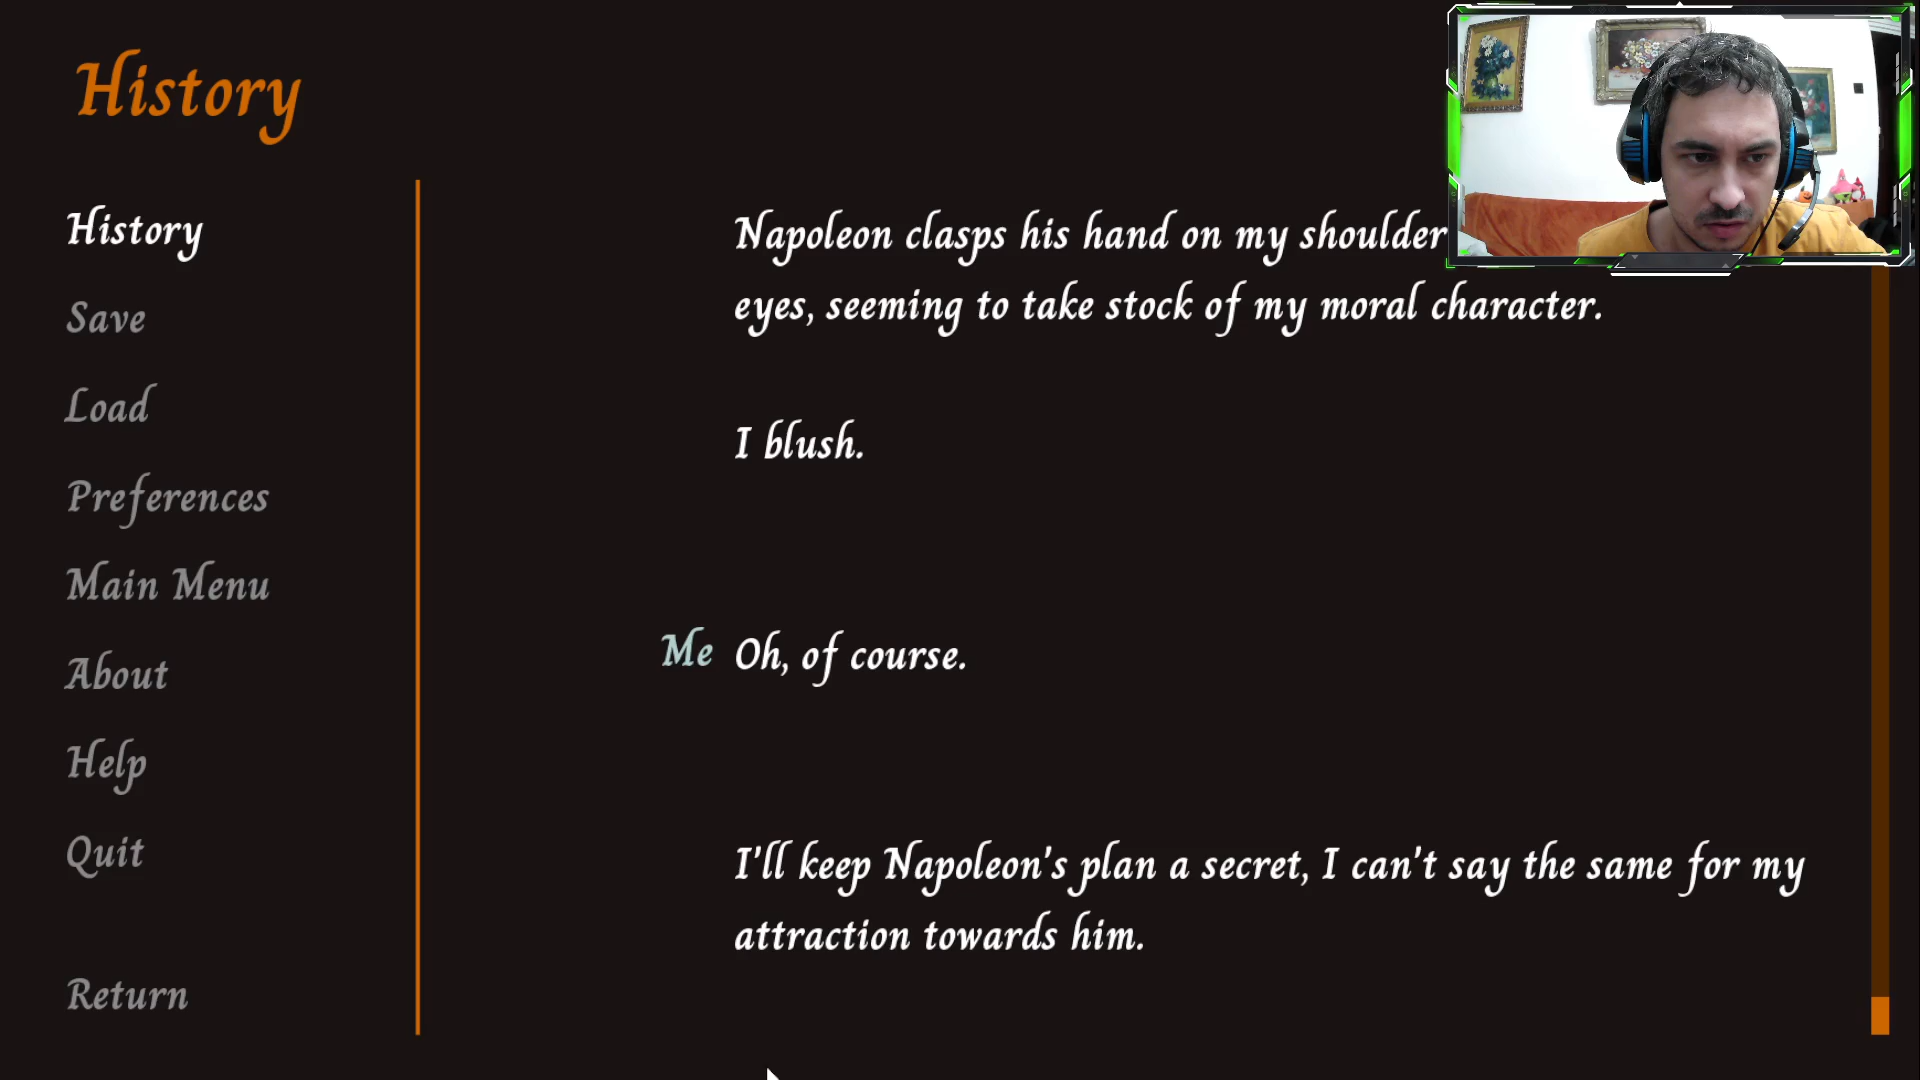 History
History
Save
Load
Preferences
Main Menu
About
Help
Quit
Return
Napoleon clasps his hand on my shoulder
eyes, seeming to take stock of my moral character.
I blush.
Me Oh, of course.
I'll keep Napoleon's plan a secret, I can't say the same for my
attraction towards him.